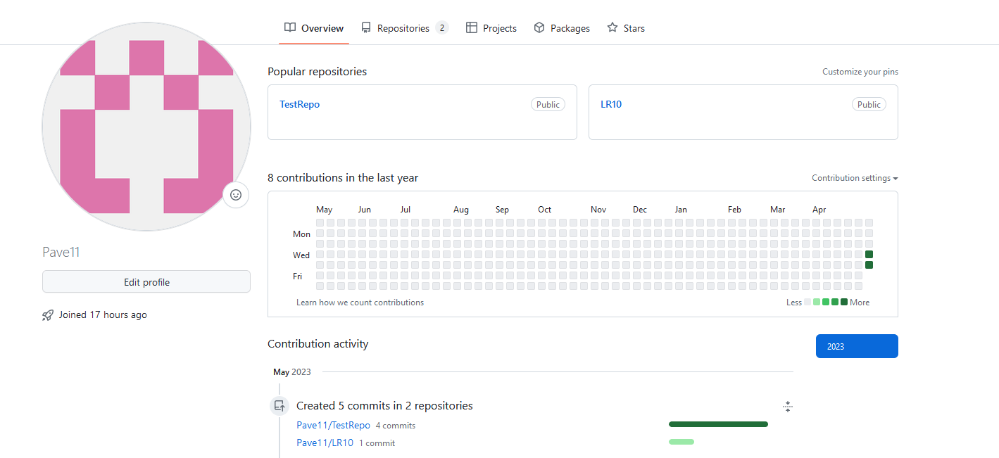 Overview Repositories 2 Projects Packages Stars
Popular repositories Customize your pins
TestRepo Public LR10 Public
8 contributions in the last year Contribution settings
May Jun Jul Aug Sep Oct Nov Dec Jan Feb Mar Apr
Mon
Wed
Fri
Learn how we count contributions Less More
Pave11
Edit profile
Joined 17 hours ago
Contribution activity 2023
May 2023
Created 5 commits in 2 repositories
Pave11/TestRepo 4 commits
Pave11/LR10 1 commit